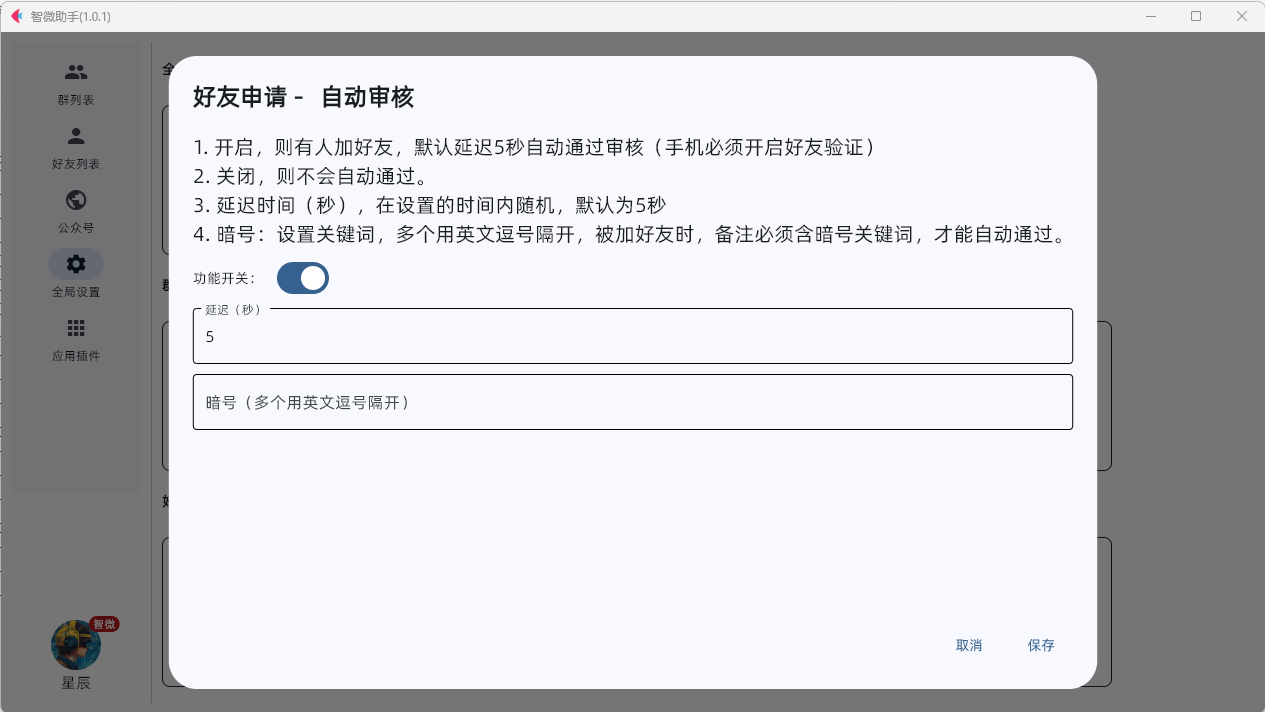 智微助手(1.0.1)
群列表
好友列表
公众号
全局设置
应用插件
智微
星辰
全
好友申请 - 自动审核
1. 开启，则有人加好友，默认延迟5秒自动通过审核（手机必须开启好友验证）
2. 关闭，则不会自动通过。
3. 延迟时间（秒），在设置的时间内随机，默认为5秒
4. 暗号：设置关键词，多个用英文逗号隔开，被加好友时，备注必须含暗号关键词，才能自动通过。
功能开关：
延迟（秒）
5
暗号（多个用英文逗号隔开）
取消
保存